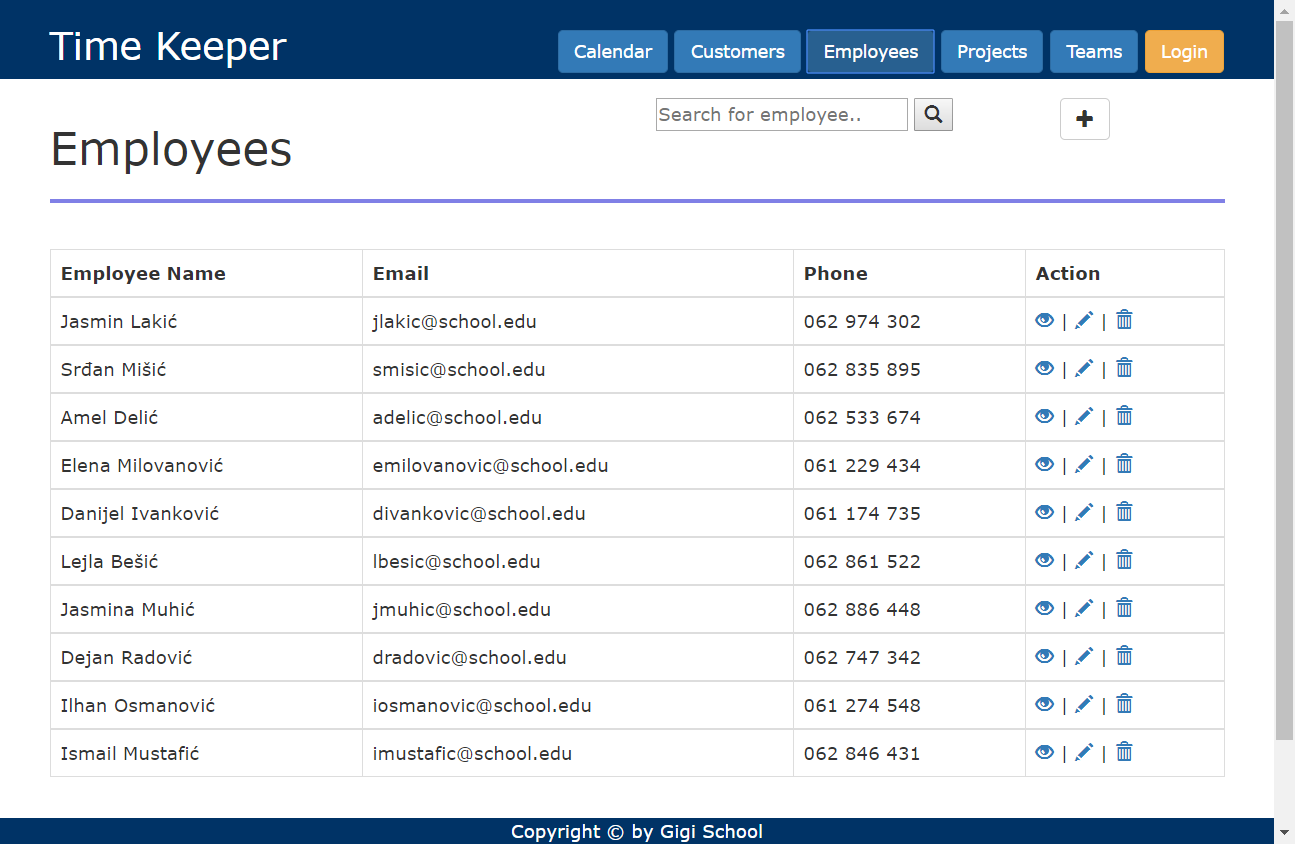 Time Keeper
Calendar Customers Employees Projects Teams Login
Search for employee..
Employees
Employee Name Email Phone Action
Jasmin Lakić jlakic@school.edu 062 974 302 | |
Srđan Mišić smisic@school.edu 062 835 895 | |
Amel Delić adelic@school.edu 062 533 674 | |
Elena Milovanović emilovanovic@school.edu 061 229 434 | |
Danijel Ivanković divankovic@school.edu 061 174 735 | |
Lejla Bešić lbesic@school.edu 062 861 522 | |
Jasmina Muhić jmuhic@school.edu 062 886 448 | |
Dejan Radović dradovic@school.edu 062 747 342 | |
Ilhan Osmanović iosmanovic@school.edu 061 274 548 | |
Ismail Mustafić imustafic@school.edu 062 846 431 | |
Copyright © by Gigi School